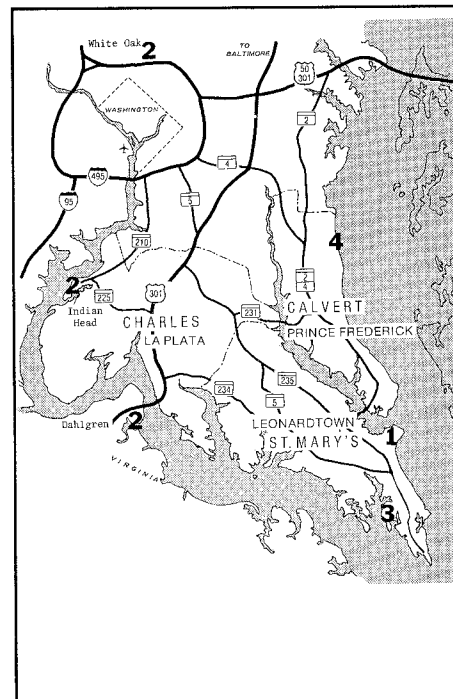 White Oak 2
TO
BALTIMORE
50
301
WASHINGTON
2
4
495
5
95
210
4
2
2
4
Indian
Head
225
301
231
CALVERT
PRINCE FREDERICK
CHARLES
LA PLATA
235
234
5
Dahlgren 2
LEONARDTOWN
ST. MARY'S
1
VIRGINIA
3